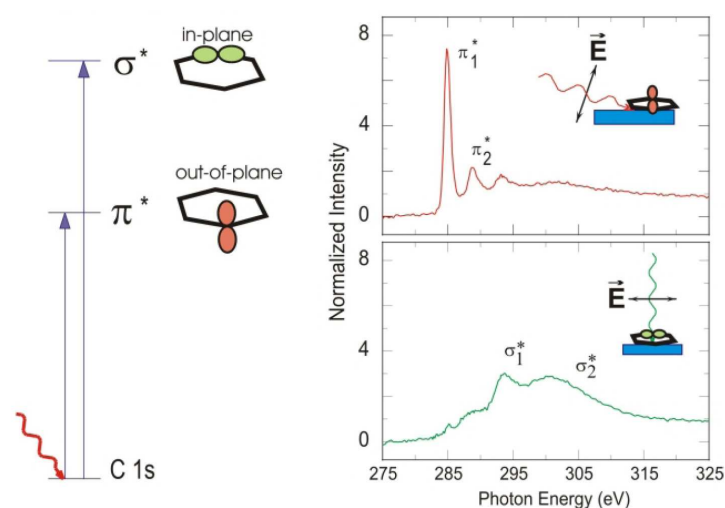 in-plane
σ*
out-of-plane
π*
C 1s
Normalized Intensity
8
4
0
π₁*
π₂*
E
8
4
0
E
σ₁*
σ₂*
275 285 295 305 315 325
Photon Energy (eV)